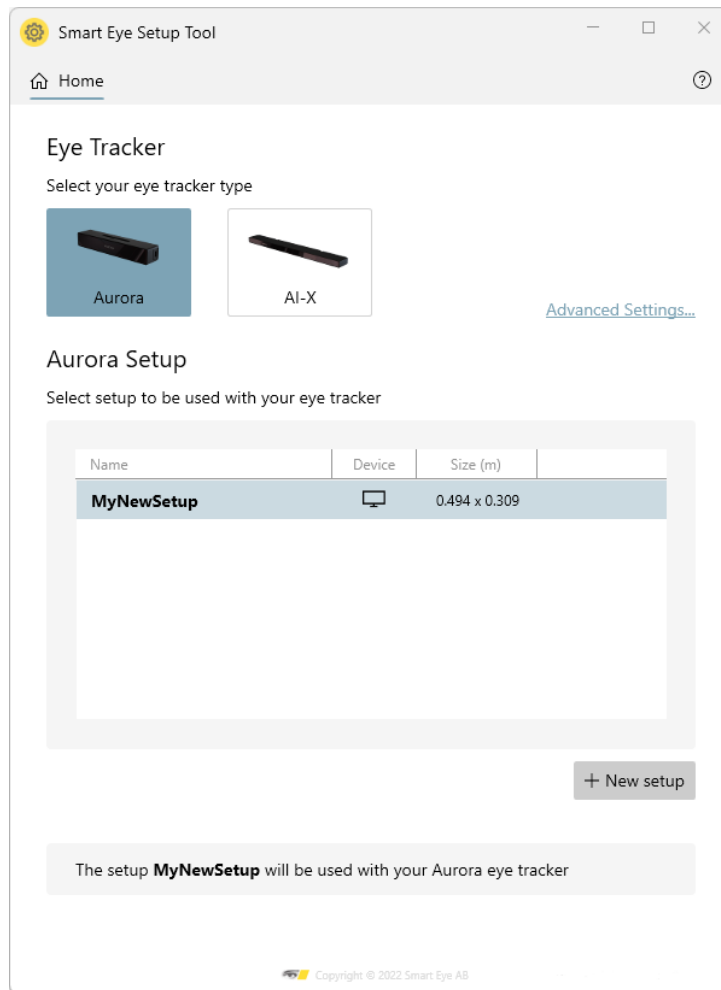 Smart Eye Setup Tool
Home
Eye Tracker
Select your eye tracker type
Aurora
AI-X
Advanced Settings...
Aurora Setup
Select setup to be used with your eye tracker
Name Device Size (m)
MyNewSetup 0.494 x 0.309
+ New setup
The setup MyNewSetup will be used with your Aurora eye tracker
Copyright © 2022 Smart Eye AB